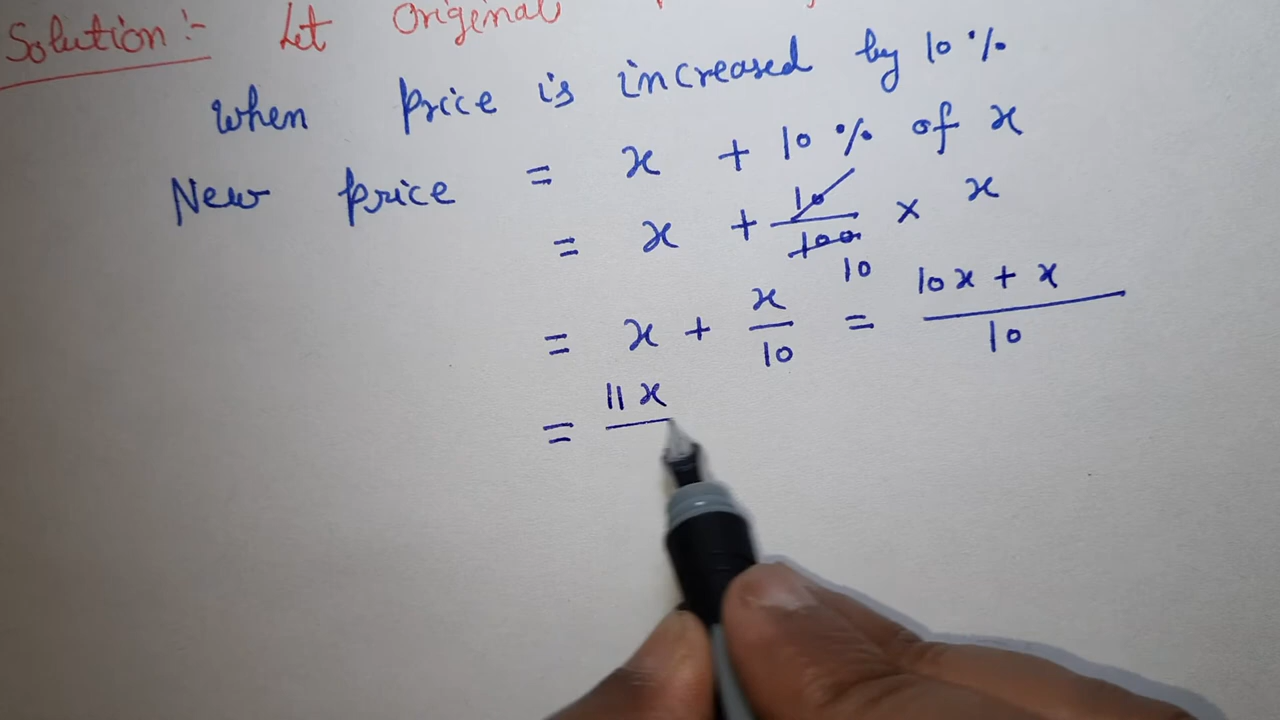 Solution :- Let Original
When price is increased by 10 %
New price = x + 10 % of x
= x + 10/100 × x
10
= x + x/10 = 10x + x/10
= 11x